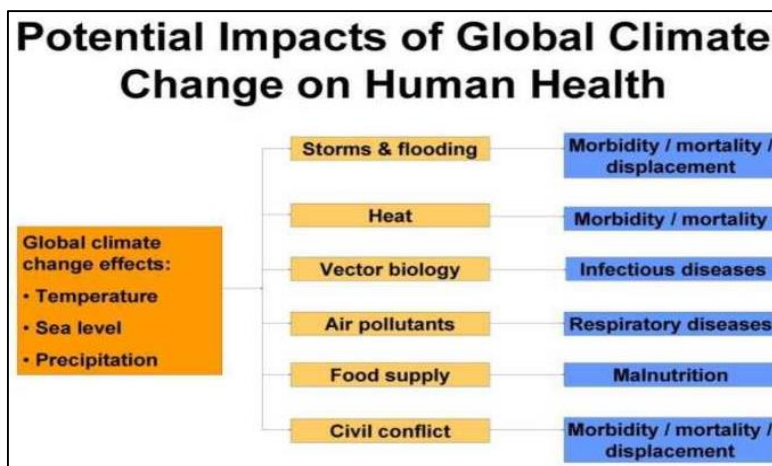 Potential Impacts of Global Climate
Change on Human Health
Global climate
change effects:
• Temperature
• Sea level
• Precipitation
Storms & flooding
Heat
Vector biology
Air pollutants
Food supply
Civil conflict
Morbidity / mortality /
displacement
Morbidity / mortality
Infectious diseases
Respiratory diseases
Malnutrition
Morbidity / mortality /
displacement